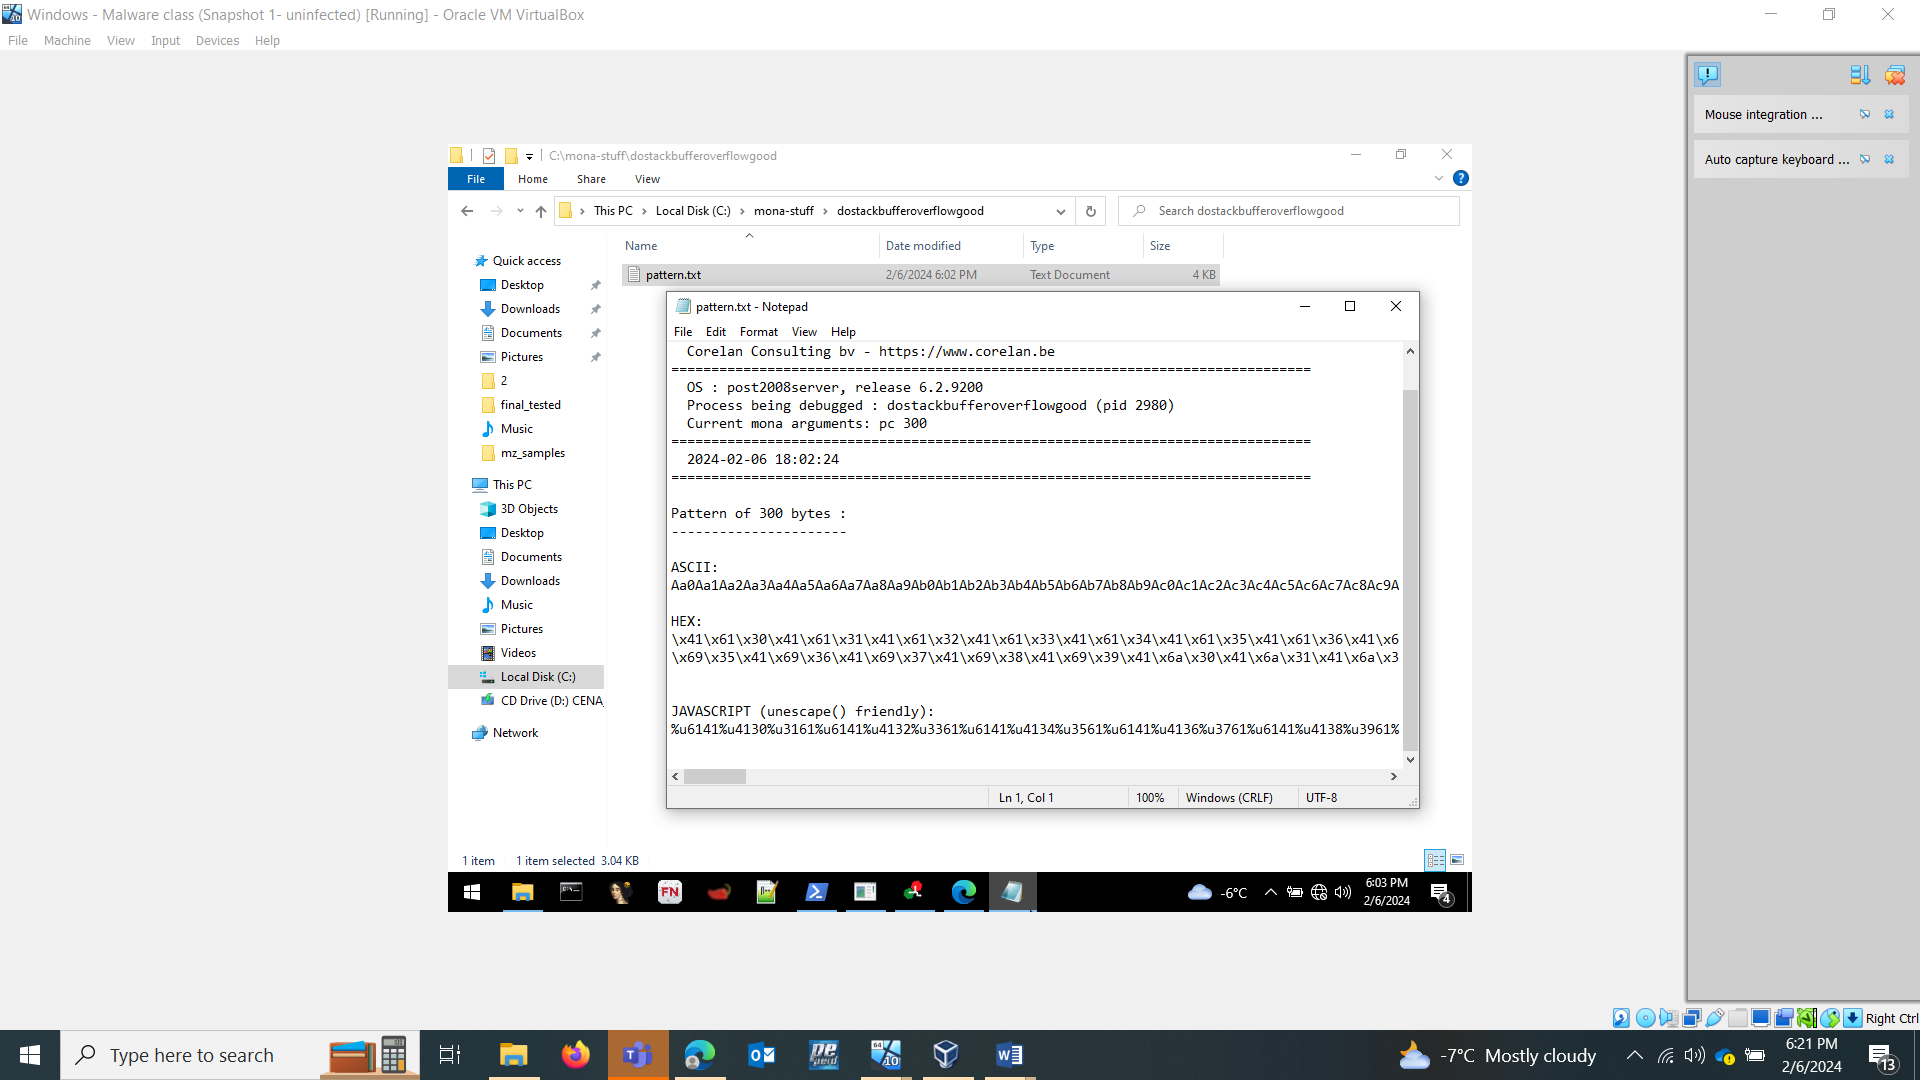 Windows - Malware class (Snapshot 1- uninfected) [Running] - Oracle VM VirtualBox
File Machine View Input Devices Help
Mouse integration ...
Auto capture keyboard ...
C:\mona-stuff\dostackbufferoverflowgood
File Home Share View
This PC Local Disk (C:) mona-stuff dostackbufferoverflowgood Search dostackbufferoverflowgood
Name Date modified Type Size
pattern.txt 2/6/2024 6:02 PM Text Document 4 KB
Quick access
Desktop
Downloads
Documents
Pictures
2
final_tested
Music
mz_samples
This PC
3D Objects
Desktop
Documents
Downloads
Music
Pictures
Videos
Local Disk (C:)
CD Drive (D:) CENA_
Network
pattern.txt - Notepad
File Edit Format View Help
Corelan Consulting bv - https://www.corelan.be
================================================================================
OS : post2008server, release 6.2.9200
Process being debugged : dostackbufferoverflowgood (pid 2980)
Current mona arguments: pc 300
================================================================================
2024-02-06 18:02:24
================================================================================
Pattern of 300 bytes :
----------------------
ASCII:
Aa0Aa1Aa2Aa3Aa4Aa5Aa6Aa7Aa8Aa9Ab0Ab1Ab2Ab3Ab4Ab5Ab6Ab7Ab8Ab9Ac0Ac1Ac2Ac3Ac4Ac5Ac6Ac7Ac8Ac9A
HEX:
\x41\x61\x30\x41\x61\x31\x41\x61\x32\x41\x61\x33\x41\x61\x34\x41\x61\x35\x41\x61\x36\x41\x6
\x69\x35\x41\x69\x36\x41\x69\x37\x41\x69\x38\x41\x69\x39\x41\x6a\x30\x41\x6a\x31\x41\x6a\x3
JAVASCRIPT (unescape() friendly):
%u6141%u4130%u3161%u6141%u4132%u3361%u6141%u4134%u3561%u6141%u4136%u3761%u6141%u4138%u3961%
Ln 1, Col 1 100% Windows (CRLF) UTF-8
1 item 1 item selected 3.04 KB
FN
-6°C
6:03 PM
2/6/2024
4
Right Ctrl
Type here to search
-7°C Mostly cloudy
6:21 PM
2/6/2024
13